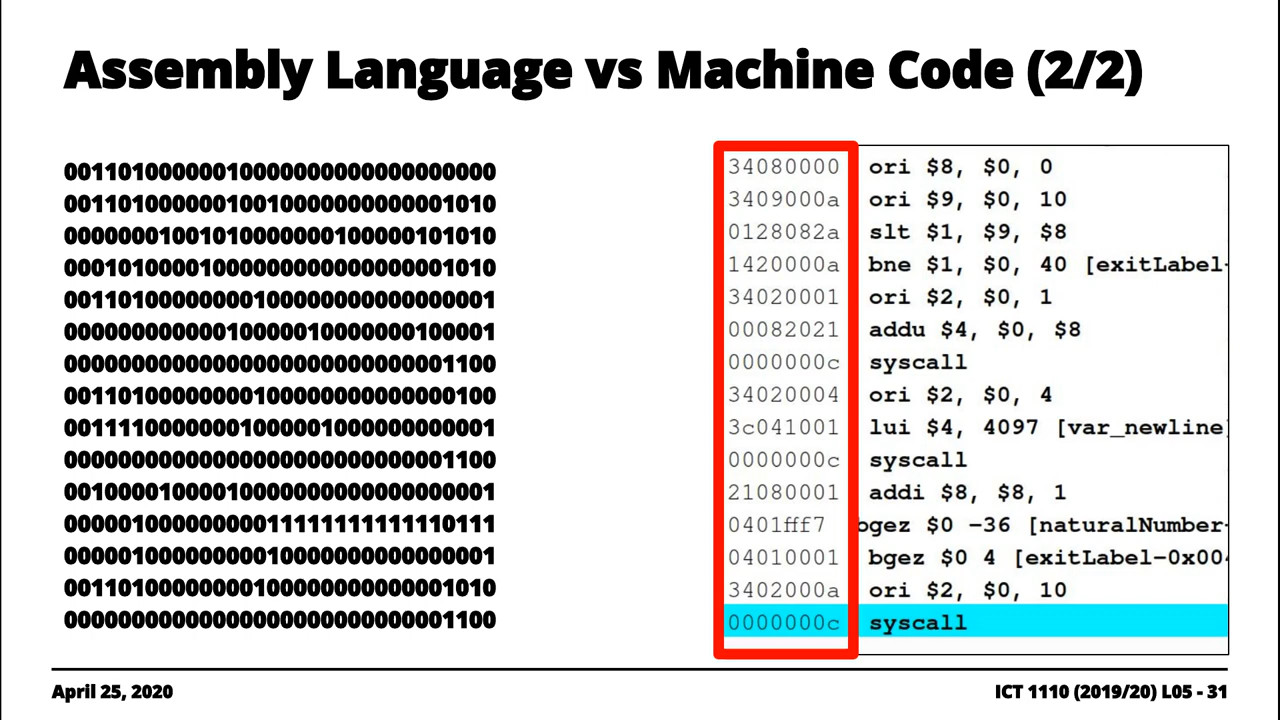 Assembly Language vs Machine Code (2/2)
00110100000010000000000000000000
00110100000010010000000000001010
00000001001010000000100000101010
00010100001000000000000000001010
00110100000000100000000000000001
00000000000010000010000000100001
00000000000000000000000000001100
00110100000000100000000000000100
00111100000001000001000000000001
00000000000000000000000000001100
00100001000010000000000000000001
00000100000000011111111111110111
00000100000000010000000000000001
00110100000000100000000000001010
00000000000000000000000000001100
34080000 ori $8, $0, 0
3409000a ori $9, $0, 10
0128082a slt $1, $9, $8
1420000a bne $1, $0, 40 [exitLabel-
34020001 ori $2, $0, 1
00082021 addu $4, $0, $8
0000000c syscall
34020004 ori $2, $0, 4
3c041001 lui $4, 4097 [var_newline]
0000000c syscall
21080001 addi $8, $8, 1
0401fff7 bgez $0 -36 [naturalNumber-
04010001 bgez $0 4 [exitLabel-0x004
3402000a ori $2, $0, 10
0000000c syscall
April 25, 2020
ICT 1110 (2019/20) L05 - 31